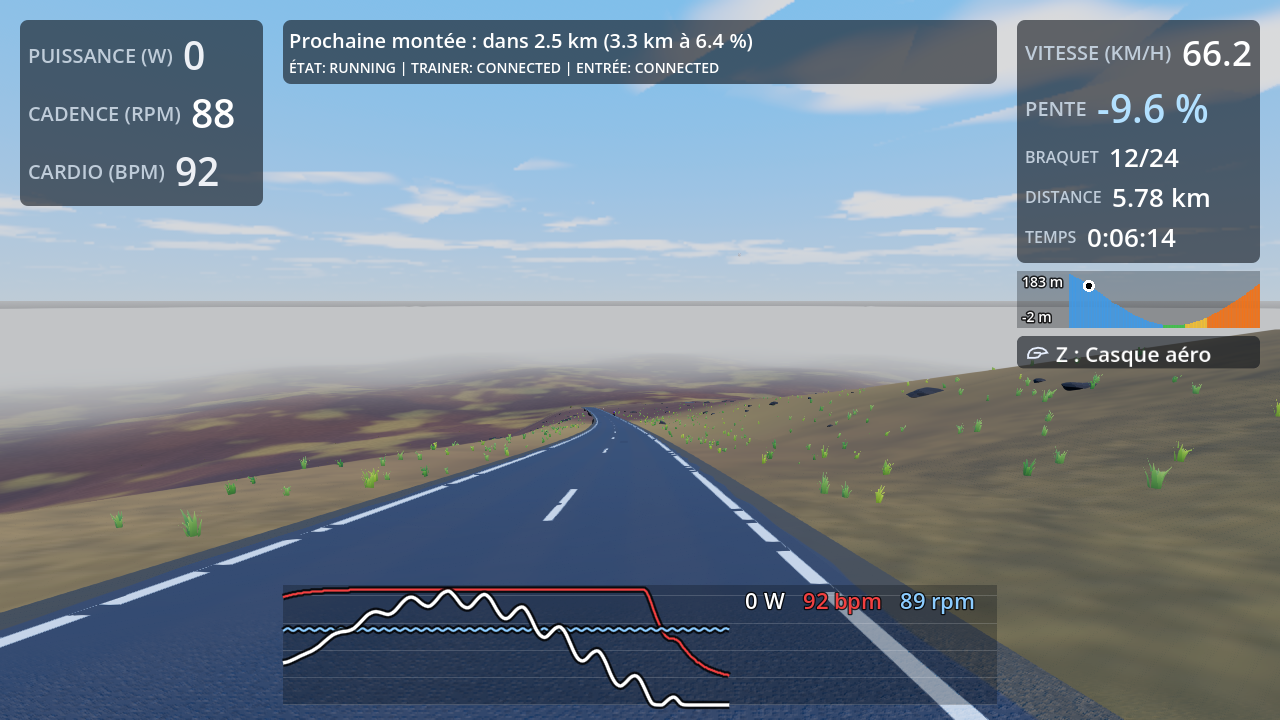 PUISSANCE (W) 0
CADENCE (RPM) 88
CARDIO (BPM) 92
Prochaine montée : dans 2.5 km (3.3 km à 6.4 %)
ÉTAT: RUNNING | TRAINER: CONNECTED | ENTRÉE: CONNECTED
VITESSE (KM/H) 66.2
PENTE -9.6 %
BRAQUET 12/24
DISTANCE 5.78 km
TEMPS 0:06:14
183 m
-2 m
Z : Casque aéro
0 W 92 bpm 89 rpm